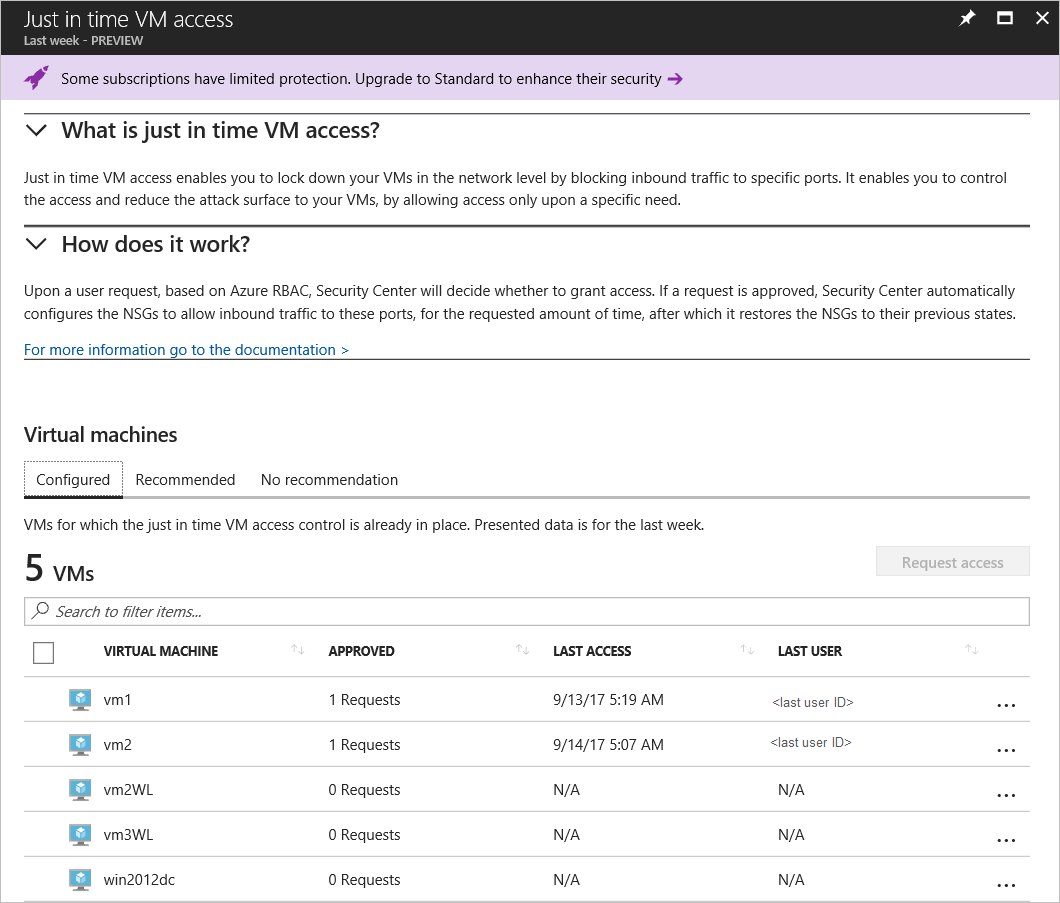 Just in time VM access
Last week - PREVIEW
Some subscriptions have limited protection. Upgrade to Standard to enhance their security →
What is just in time VM access?
Just in time VM access enables you to lock down your VMs in the network level by blocking inbound traffic to specific ports. It enables you to control
the access and reduce the attack surface to your VMs, by allowing access only upon a specific need.
How does it work?
Upon a user request, based on Azure RBAC, Security Center will decide whether to grant access. If a request is approved, Security Center automatically
configures the NSGs to allow inbound traffic to these ports, for the requested amount of time, after which it restores the NSGs to their previous states.
For more information go to the documentation >
Virtual machines
Configured Recommended No recommendation
VMs for which the just in time VM access control is already in place. Presented data is for the last week.
5 VMs Request access
Search to filter items...
VIRTUAL MACHINE APPROVED LAST ACCESS LAST USER
vm1 1 Requests 9/13/17 5:19 AM <last user ID> ...
vm2 1 Requests 9/14/17 5:07 AM <last user ID> ...
vm2WL 0 Requests N/A N/A ...
vm3WL 0 Requests N/A N/A ...
win2012dc 0 Requests N/A N/A ...